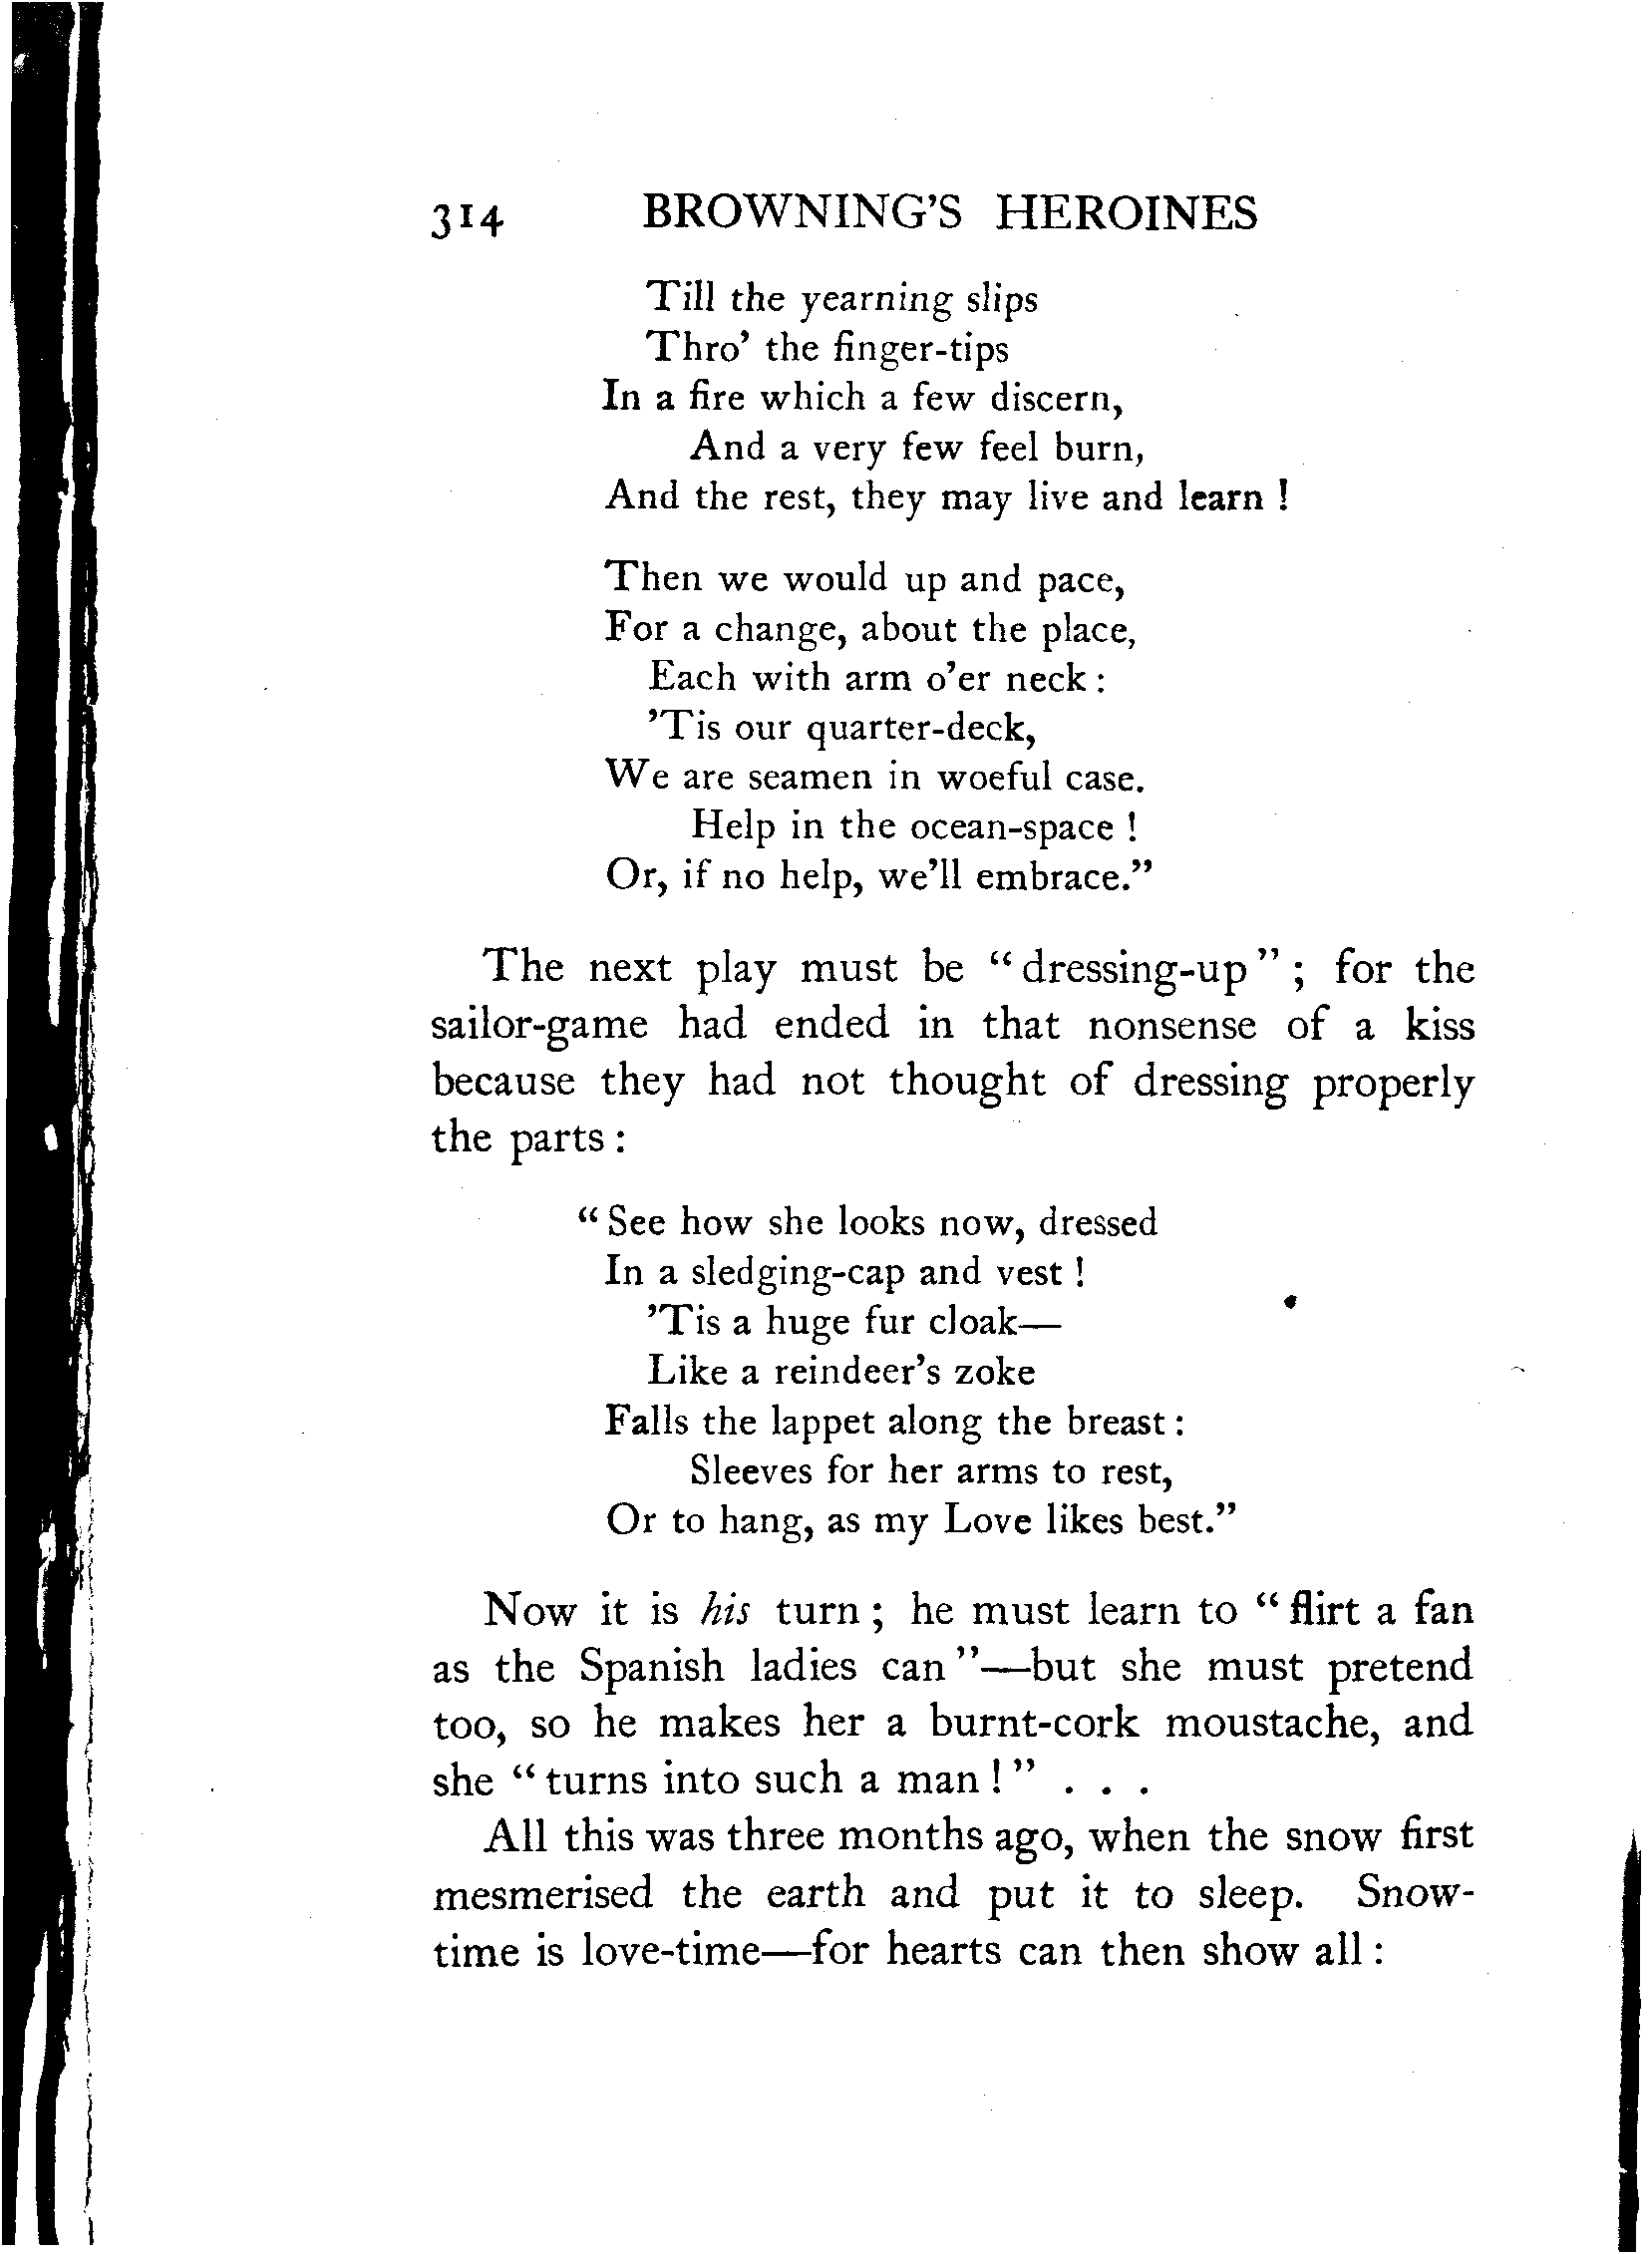 314 BROWNING'S HEROINES
Till the yearning slips
Thro' the finger-tips
In a fire which a few discern,
And a very few feel burn,
And the rest, they may live and learn !
Then we would up and pace,
For a change, about the place,
Each with arm o'er neck :
'Tis our quarter-deck,
We are seamen in woeful case.
Help in the ocean-space !
Or, if no help, we'll embrace."
The next play must be " dressing-up " ; for the
sailor-game had ended in that nonsense of a kiss
because they had not thought of dressing properly
the parts :
" See how she looks now, dressed
In a sledging-cap and vest !
'Tis a huge fur cloak—
Like a reindeer's zoke
Falls the lappet along the breast :
Sleeves for her arms to rest,
Or to hang, as my Love likes best."
Now it is his turn ; he must learn to " flirt a fan
as the Spanish ladies can "—but she must pretend
too, so he makes her a burnt-cork moustache, and
she " turns into such a man ! " . . .
All this was three months ago, when the snow first
mesmerised the earth and put it to sleep. Snow-
time is love-time—for hearts can then show all :